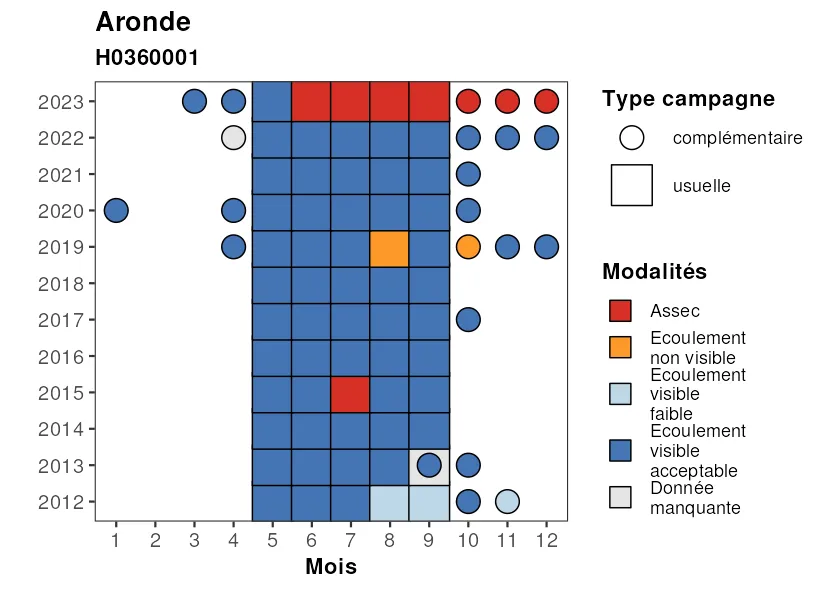 Aronde
H0360001
2023
2022
2021
2020
2019
2018
2017
2016
2015
2014
2013
2012
1 2 3 4 5 6 7 8 9 10 11 12
Mois
Type campagne
complémentaire
usuelle
Modalités
Assec
Ecoulement
non visible
Ecoulement
visible
faible
Ecoulement
visible
acceptable
Donnée
manquante